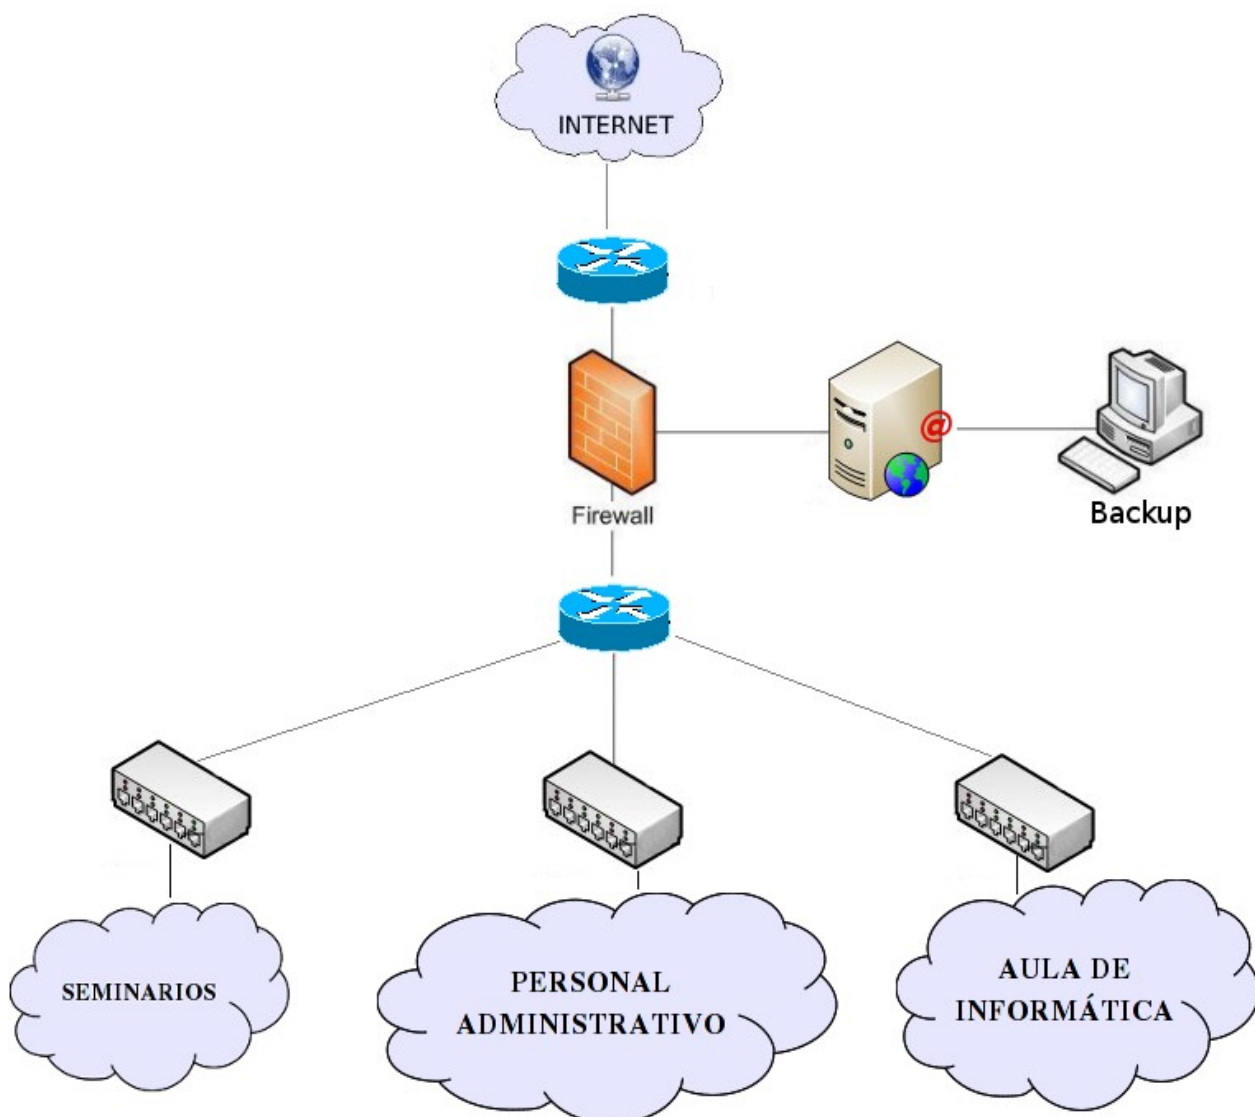 INTERNET
@
Firewall
Backup
SEMINARIOS
PERSONAL
ADMINISTRATIVO
AULA DE
INFORMÁTICA